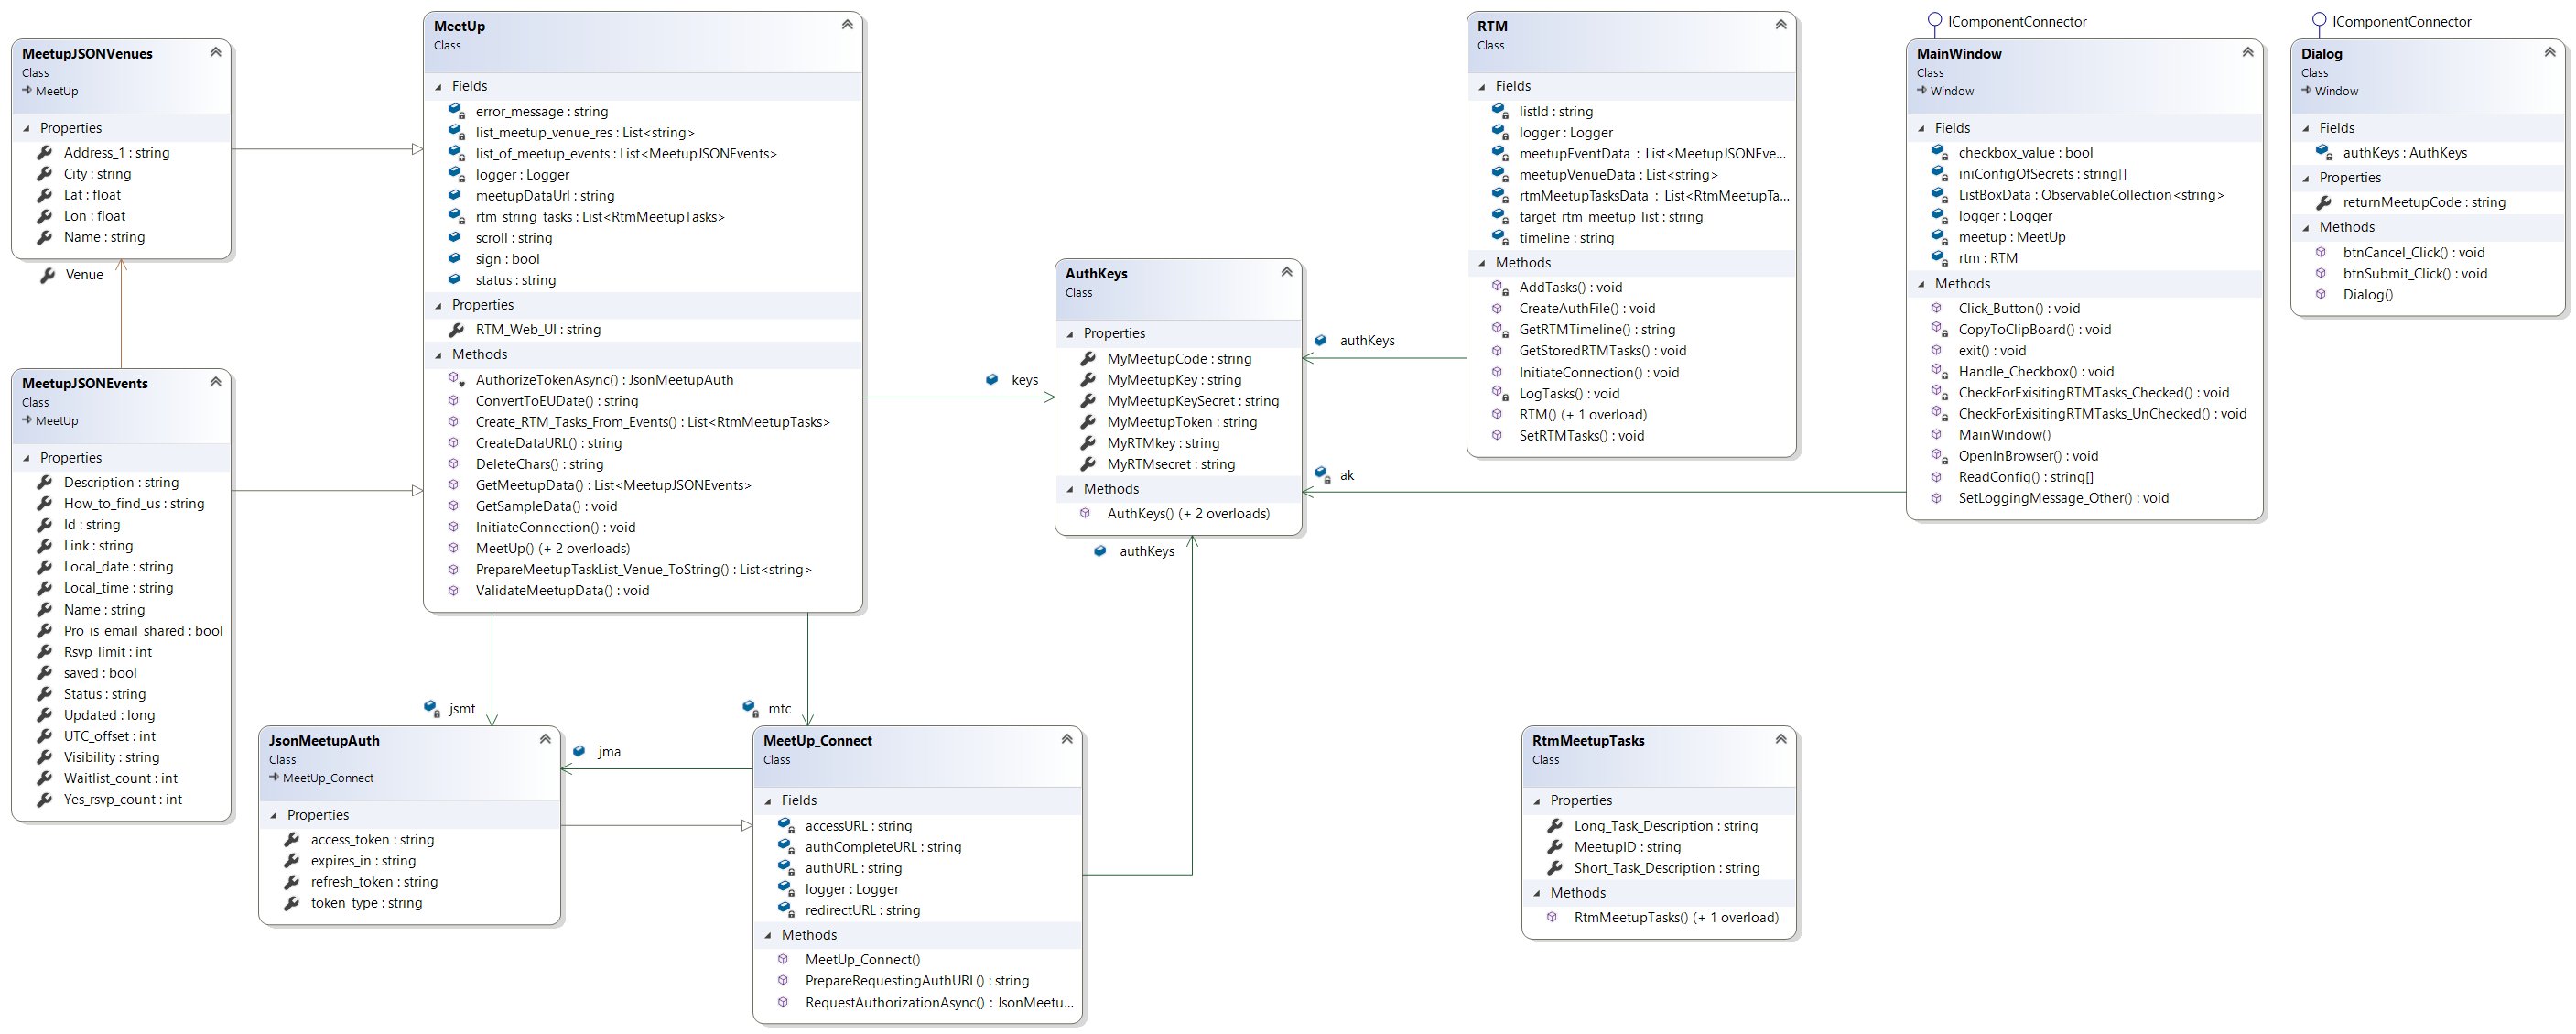 MeetupJSONVenues
Class
MeetUp
Properties
Address_1 : string
City : string
Lat : float
Lon : float
Name : string
Venue
MeetupJSONEvents
Class
MeetUp
Properties
Description : string
How_to_find_us : string
Id : string
Link : string
Local_date : string
Local_time : string
Name : string
Pro_is_email_shared : bool
Rsvp_limit : int
saved : bool
Status : string
Updated : long
UTC_offset : int
Visibility : string
Waitlist_count : int
Yes_rsvp_count : int
MeetUp
Class
Fields
error_message : string
list_meetup_venue_res : List<string>
list_of_meetup_events : List<MeetupJSONEvents>
logger : Logger
meetupDataUrl : string
rtm_string_tasks : List<RtmMeetupTasks>
scroll : string
sign : bool
status : string
Properties
RTM_Web_UI : string
Methods
AuthorizeTokenAsync() : JsonMeetupAuth
ConvertToEUDate() : string
Create_RTM_Tasks_From_Events() : List<RtmMeetupTasks>
CreateDataURL() : string
DeleteChars() : string
GetMeetupData() : List<MeetupJSONEvents>
GetSampleData() : void
InitiateConnection() : void
MeetUp() (+ 2 overloads)
PrepareMeetupTaskList_Venue_ToString() : List<string>
ValidateMeetupData() : void
jsmt
mtc
keys
JsonMeetupAuth
Class
MeetUp_Connect
Properties
access_token : string
expires_in : string
refresh_token : string
token_type : string
jma
MeetUp_Connect
Class
Fields
accessURL : string
authCompleteURL : string
authURL : string
logger : Logger
redirectURL : string
Methods
MeetUp_Connect()
PrepareRequestingAuthURL() : string
RequestAuthorizationAsync() : JsonMeetu...
AuthKeys
Class
Properties
MyMeetupCode : string
MyMeetupKey : string
MyMeetupKeySecret : string
MyMeetupToken : string
MyRTMkey : string
MyRTMsecret : string
Methods
AuthKeys() (+ 2 overloads)
authKeys
authKeys
ak
RTM
Class
Fields
listId : string
logger : Logger
meetupEventData : List<MeetupJSONEve...
meetupVenueData : List<string>
rtmMeetupTasksData : List<RtmMeetupTa...
target_rtm_meetup_list : string
timeline : string
Methods
AddTasks() : void
CreateAuthFile() : void
GetRTMTimeline() : string
GetStoredRTMTasks() : void
InitiateConnection() : void
LogTasks() : void
RTM() (+ 1 overload)
SetRTMTasks() : void
RtmMeetupTasks
Class
Properties
Long_Task_Description : string
MeetupID : string
Short_Task_Description : string
Methods
RtmMeetupTasks() (+ 1 overload)
IComponentConnector
MainWindow
Class
Window
Fields
checkbox_value : bool
iniConfigOfSecrets : string[]
ListBoxData : ObservableCollection<string>
logger : Logger
meetup : MeetUp
rtm : RTM
Methods
Click_Button() : void
CopyToClipBoard() : void
exit() : void
Handle_Checkbox() : void
CheckForExisitingRTMTasks_Checked() : void
CheckForExisitingRTMTasks_UnChecked() : void
MainWindow()
OpenInBrowser() : void
ReadConfig() : string[]
SetLoggingMessage_Other() : void
IComponentConnector
Dialog
Class
Window
Fields
authKeys : AuthKeys
Properties
returnMeetupCode : string
Methods
btnCancel_Click() : void
btnSubmit_Click() : void
Dialog()